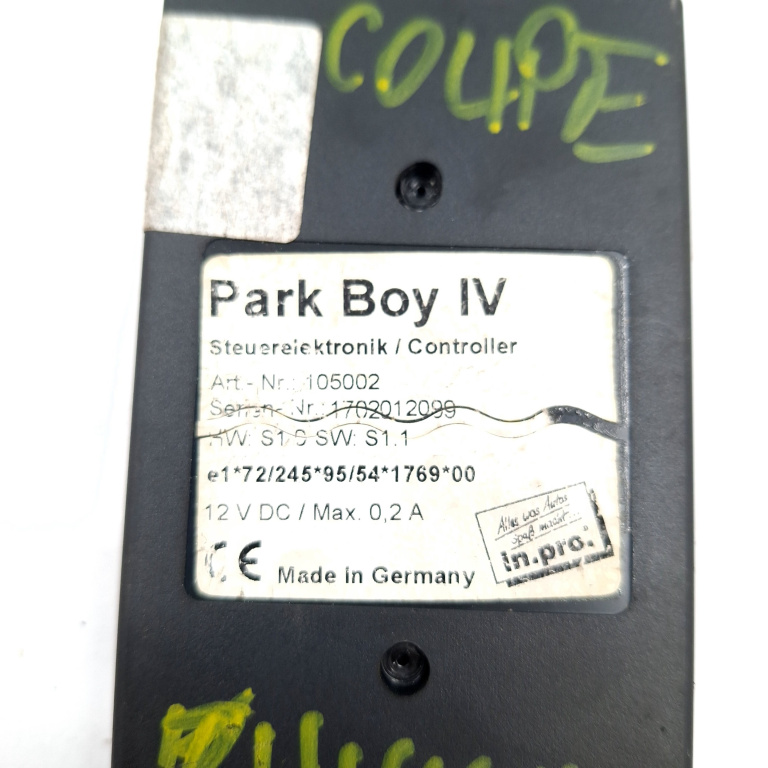 COUPE
Park Boy IV
Steuerelektronik / Controller
Art.- Nr.: 105002
Serien- Nr.: 1702012099
HW: SW: S1.1
e1*72/245*95/54*1769*00
12 V DC / Max. 0,2 A
Alles was Autos
Spaß macht...
in.pro.
CE Made in Germany